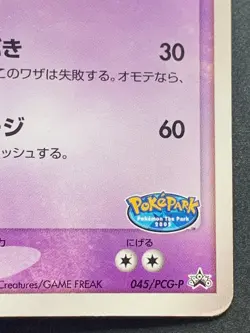 き 30
このワザは失敗する。オモテなら、
ジ 60
ッシュする。
POKÉPARK
Pokémon The Park
2005
にげる
Creatures/GAME FREAK 045/PCG-P